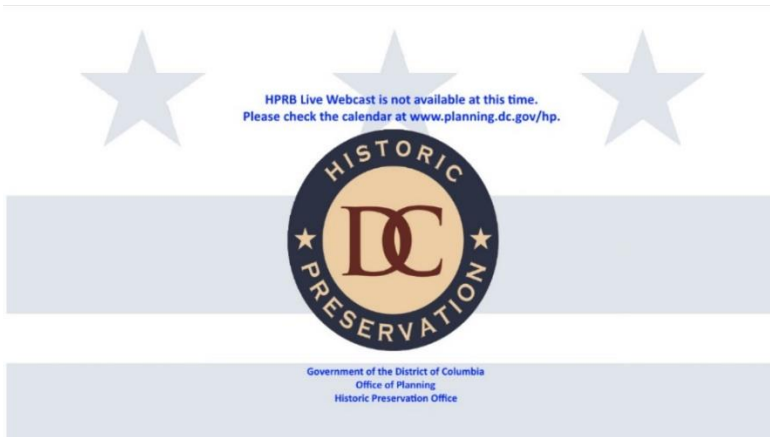 HPRB Live Webcast is not available at this time.
Please check the calendar at www.planning.dc.gov/hp.
HISTORIC
DC
PRESERVATION
Government of the District of Columbia
Office of Planning
Historic Preservation Office